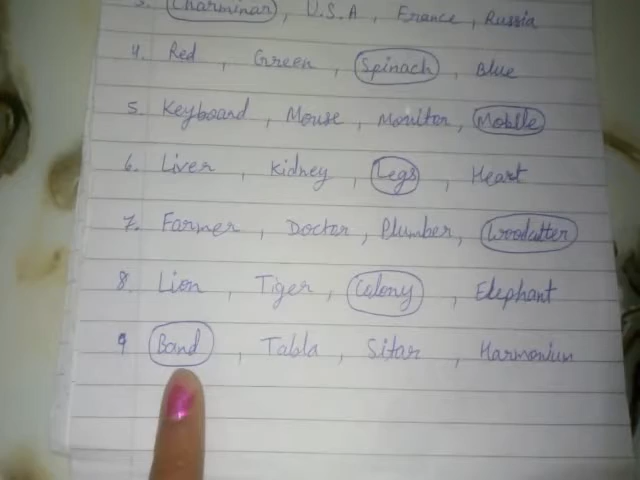 3. Charminar, U.S.A, France, Russia
4. Red, Green, Spinach, Blue
5. Keyboard, Mouse, Monitor, Mobile
6. Liver, Kidney, Legs, Heart
7. Farmer, Doctor, Plumber, Woodcutter
8. Lion, Tiger, Colony, Elephant
9 Band, Tabla, Sitar, Harmonium